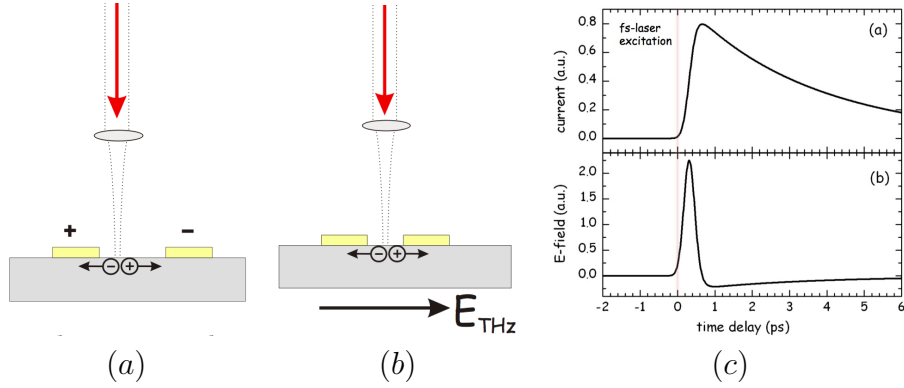 + −
− +
(a)
− +
E THz
(b)
fs-laser
excitation
(a)
current (a.u.)
0.8
0.6
0.4
0.2
0.0
(b)
E-field (a.u.)
2.0
1.5
1.0
0.5
0.0
-2 -1 0 1 2 3 4 5 6
time delay (ps)
(c)